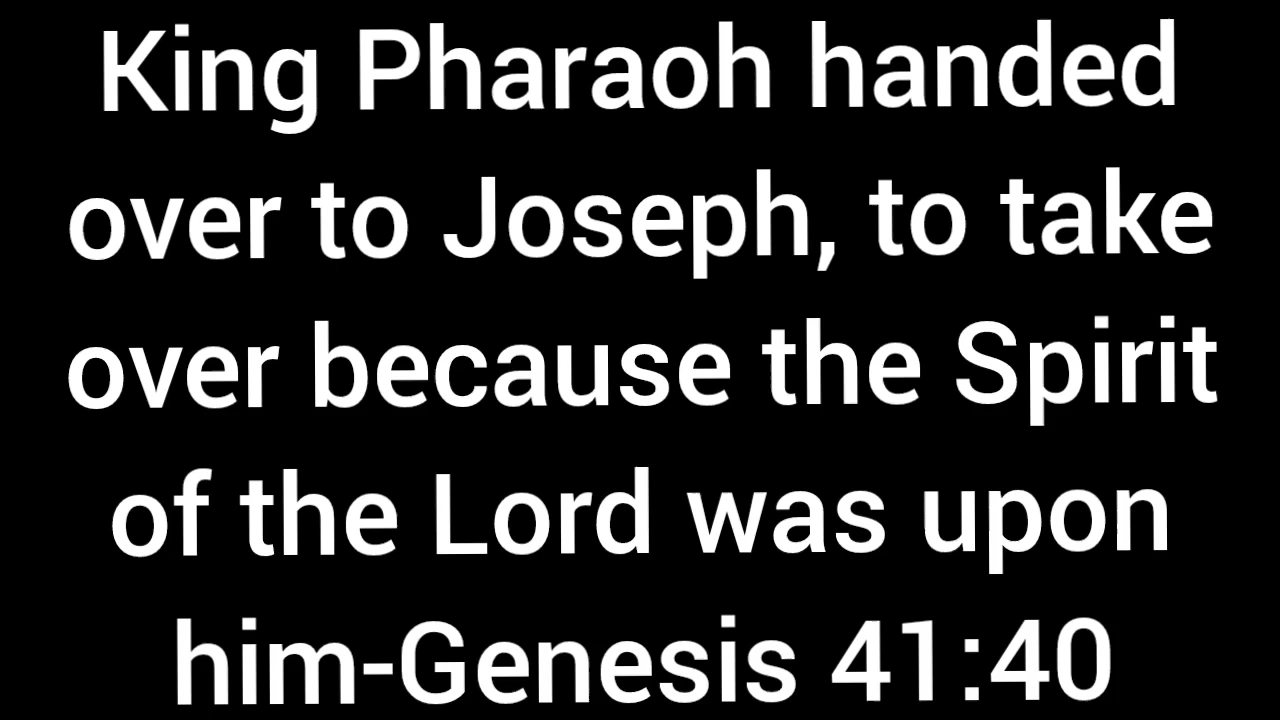 King Pharaoh handed
over to Joseph, to take
over because the Spirit
of the Lord was upon
him-Genesis 41:40